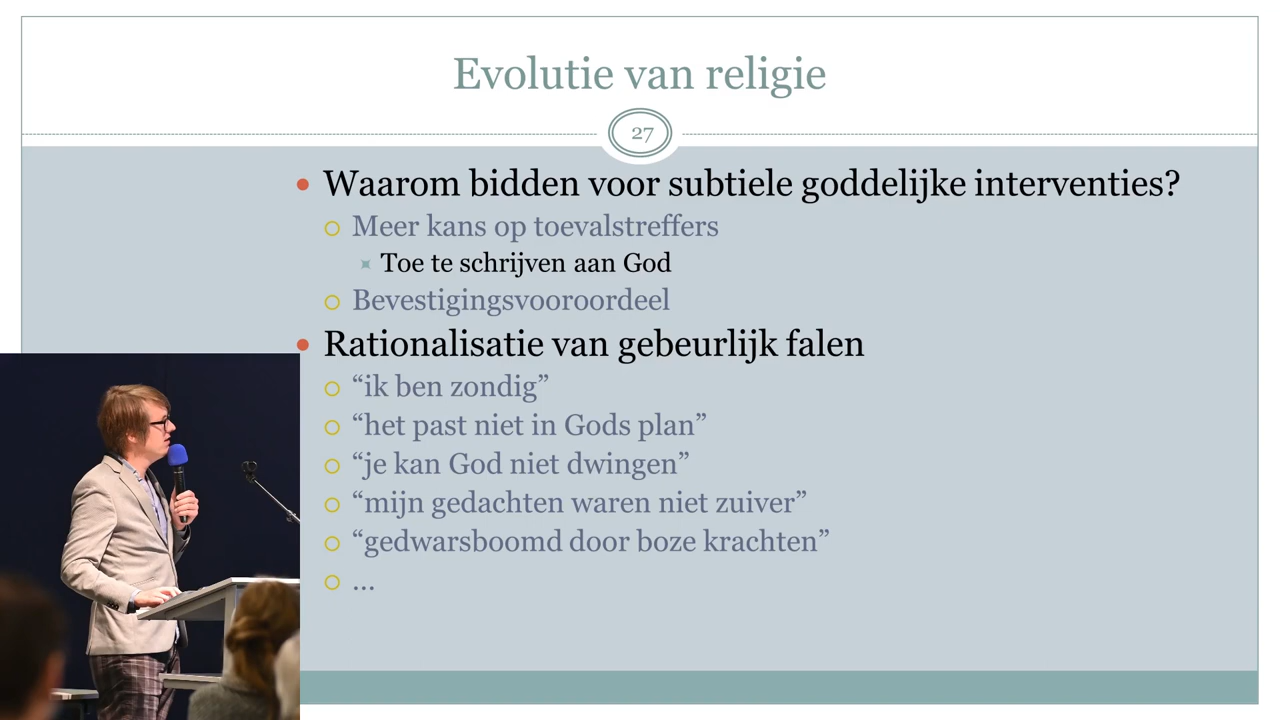 Evolutie van religie
27
Waarom bidden voor subtiele goddelijke interventies?
Meer kans op toevalstreffers
Toe te schrijven aan God
Bevestigingsvooroordeel
Rationalisatie van gebeurlijk falen
“ik ben zondig”
“het past niet in Gods plan”
“je kan God niet dwingen”
“mijn gedachten waren niet zuiver”
“gedwarsboomd door boze krachten”
...